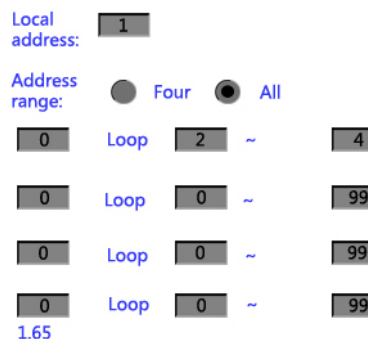 Local address: 1
Address range: Four All
0 Loop 2 ~ 4
0 Loop 0 ~ 99
0 Loop 0 ~ 99
0 Loop 0 ~ 99
1.65